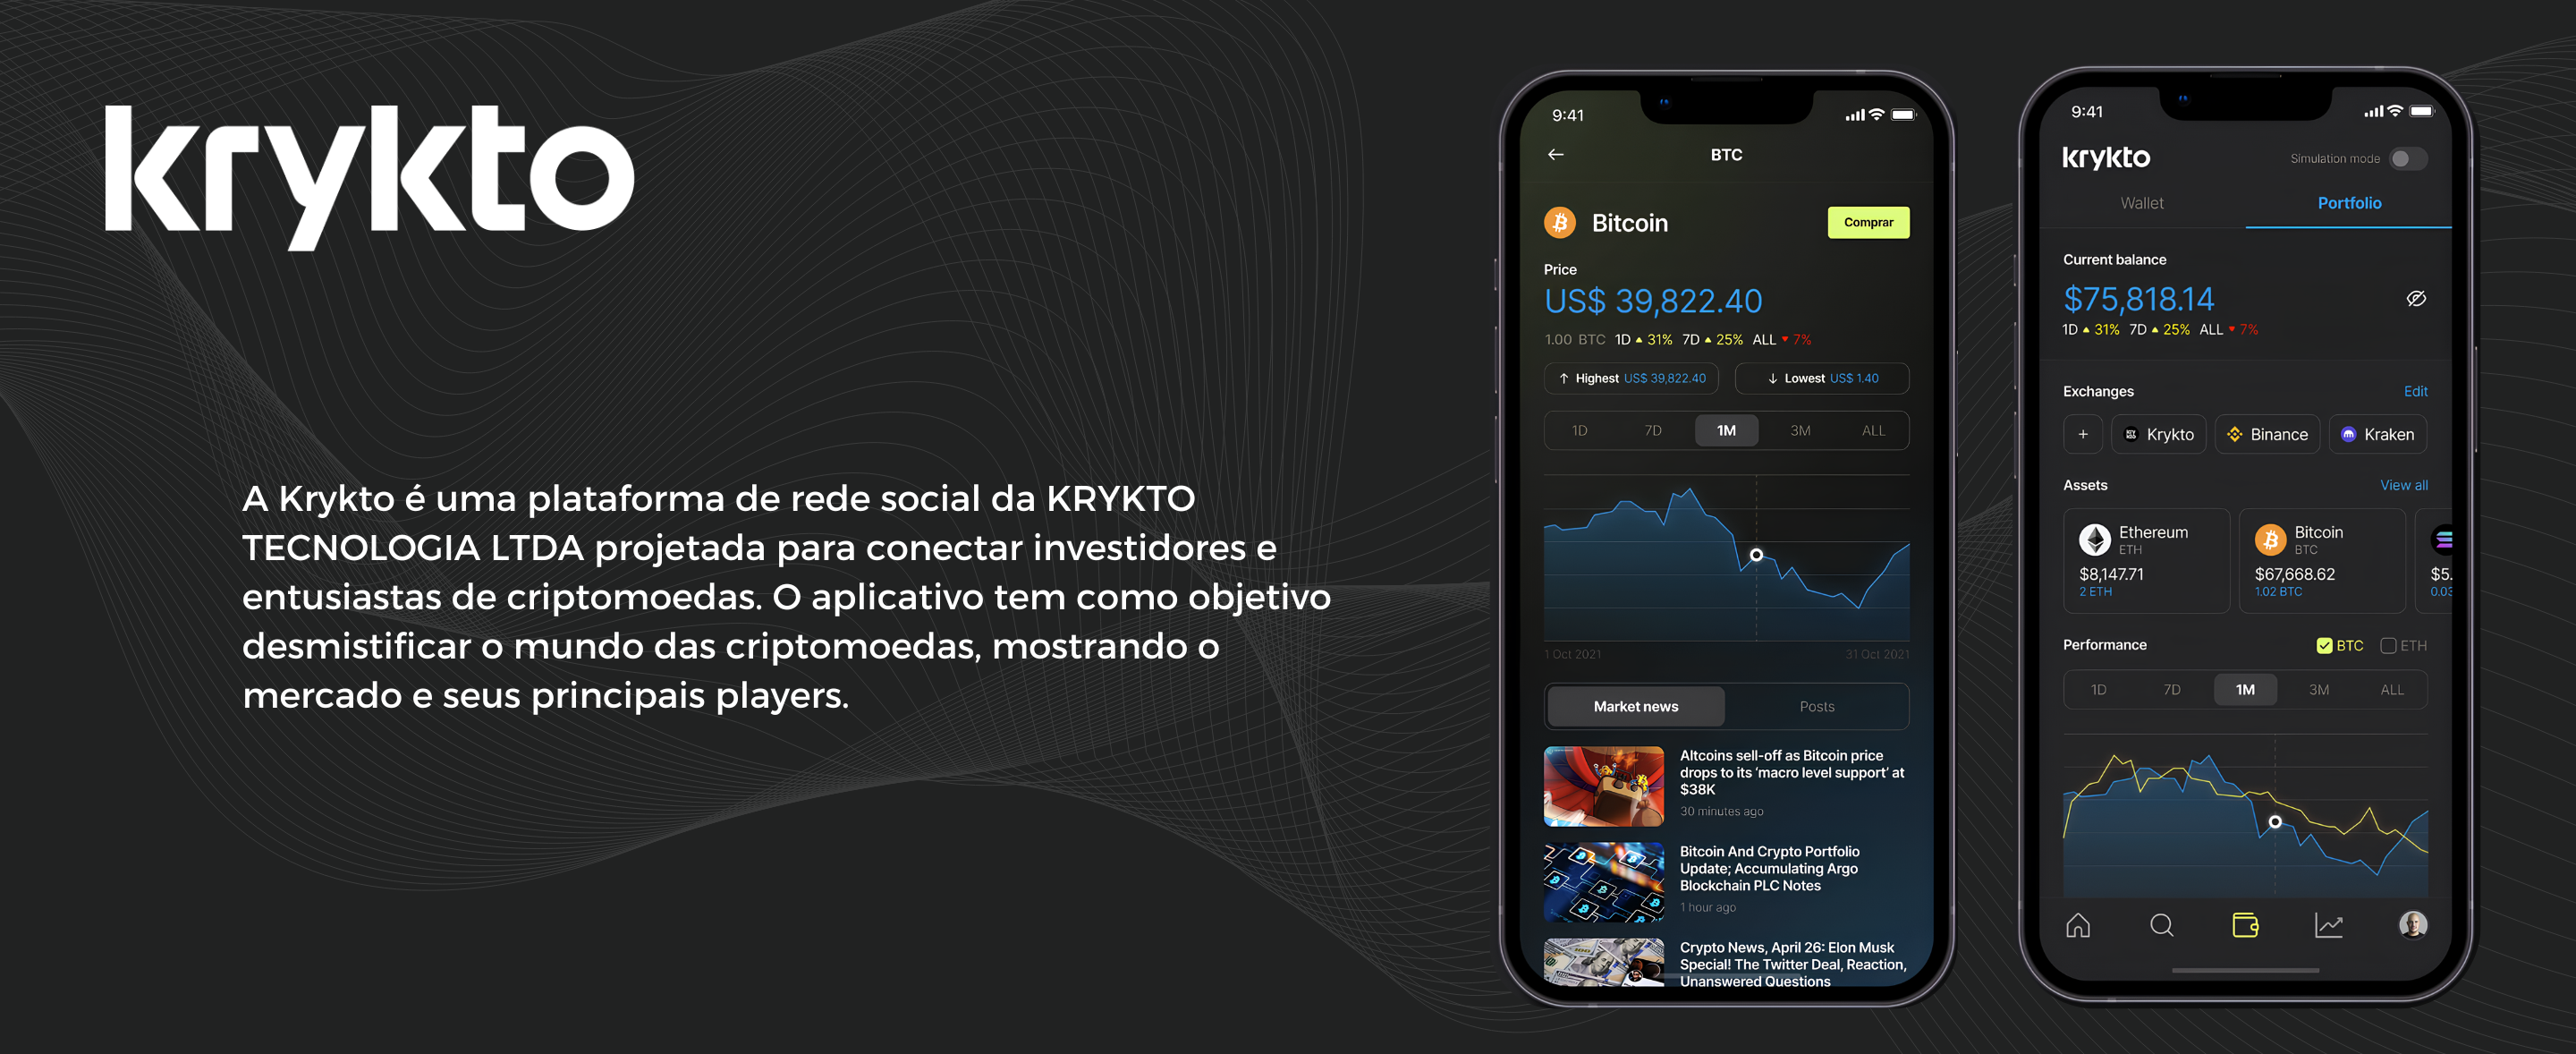 krykto
A Krykto é uma plataforma de rede social da KRYKTO
TECNOLOGIA LTDA projetada para conectar investidores e
entusiastas de criptomoedas. O aplicativo tem como objetivo
desmistificar o mundo das criptomoedas, mostrando o
mercado e seus principais players.
9:41
BTC
Bitcoin
Comprar
Price
US$ 39,822.40
1.00 BTC 1D ▲ 31% 7D ▲ 25% ALL ▼ 7%
↑ Highest US$ 39,822.40 ↓ Lowest US$ 1.40
1D 7D 1M 3M ALL
1 Oct 2021 31 Oct 2021
Market news Posts
Altcoins sell-off as Bitcoin price
drops to its 'macro level support' at
$38K
30 minutes ago
Bitcoin And Crypto Portfolio
Update; Accumulating Argo
Blockchain PLC Notes
1 hour ago
Crypto News, April 26: Elon Musk
Special! The Twitter Deal, Reaction,
Unanswered Questions
9:41
krykto Simulation mode
Wallet Portfolio
Current balance
$75,818.14
1D ▲ 31% 7D ▲ 25% ALL ▼ 7%
Exchanges Edit
+ Krykto Binance Kraken
Assets View all
Ethereum
ETH
$8,147.71
2 ETH
Bitcoin
BTC
$67,668.62
1.02 BTC
$5.
0.03
Performance BTC ETH
1D 7D 1M 3M ALL